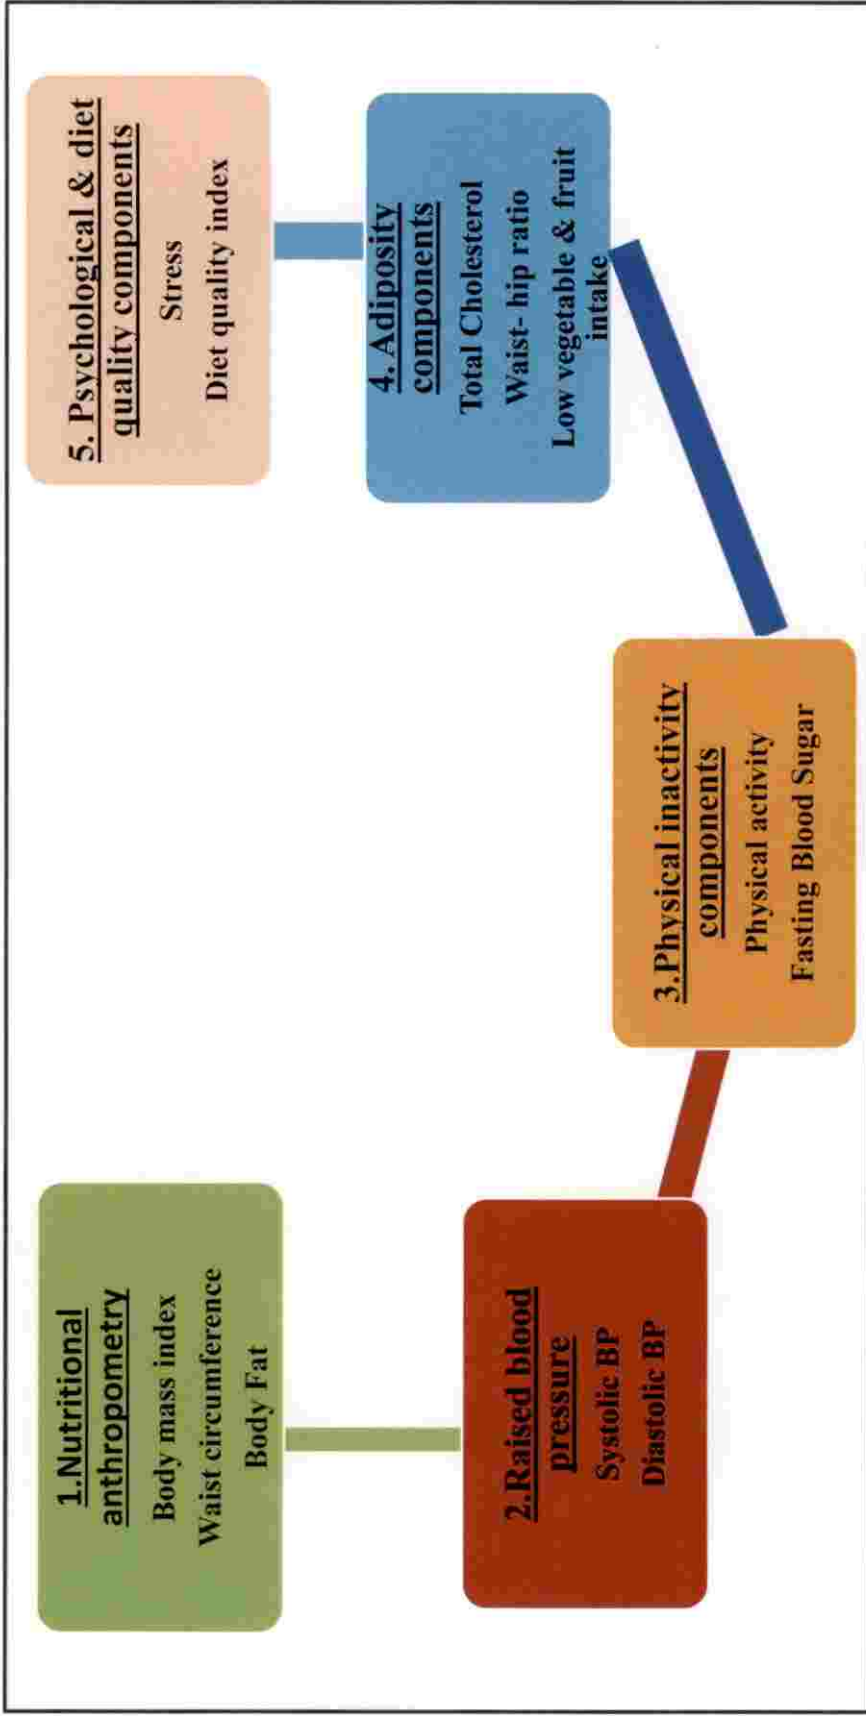 1.Nutritional
anthropometry
Body mass index
Waist circumference
Body Fat
2.Raised blood
pressure
Systolic BP
Diastolic BP
3.Physical inactivity
components
Physical activity
Fasting Blood Sugar
4. Adiposity
components
Total Cholesterol
Waist- hip ratio
Low vegetable & fruit
intake
5. Psychological & diet
quality components
Stress
Diet quality index